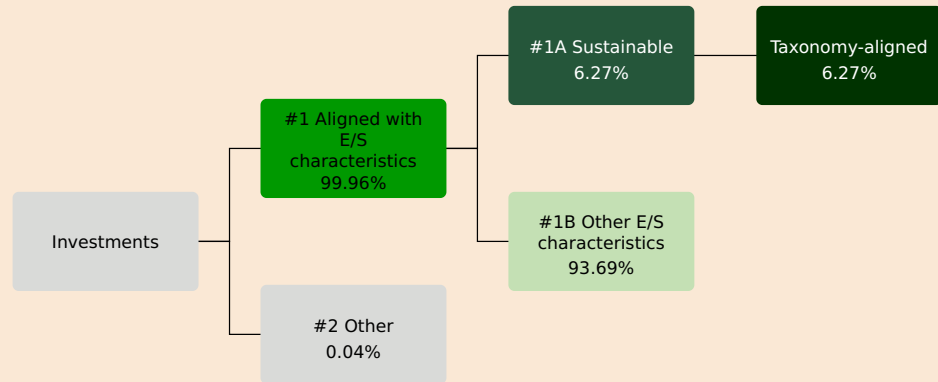 #1A Sustainable
6.27%
Taxonomy-aligned
6.27%
#1 Aligned with
E/S
characteristics
99.96%
Investments
#1B Other E/S
characteristics
93.69%
#2 Other
0.04%